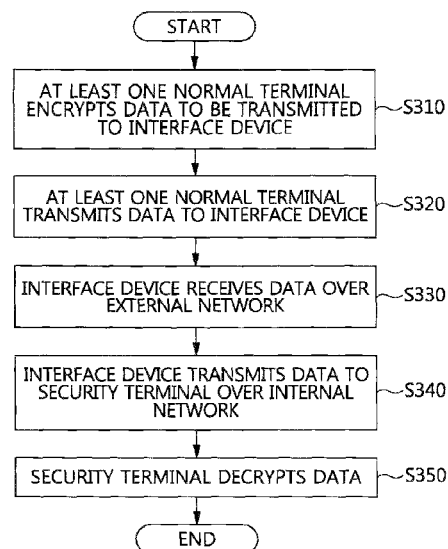 START
AT LEAST ONE NORMAL TERMINAL
ENCRYPTS DATA TO BE TRANSMITTED
TO INTERFACE DEVICE
S310
AT LEAST ONE NORMAL TERMINAL
TRANSMITS DATA TO INTERFACE DEVICE
S320
INTERFACE DEVICE RECEIVES DATA OVER
EXTERNAL NETWORK
S330
INTERFACE DEVICE TRANSMITS DATA TO
SECURITY TERMINAL OVER INTERNAL
NETWORK
S340
SECURITY TERMINAL DECRYPTS DATA
S350
END